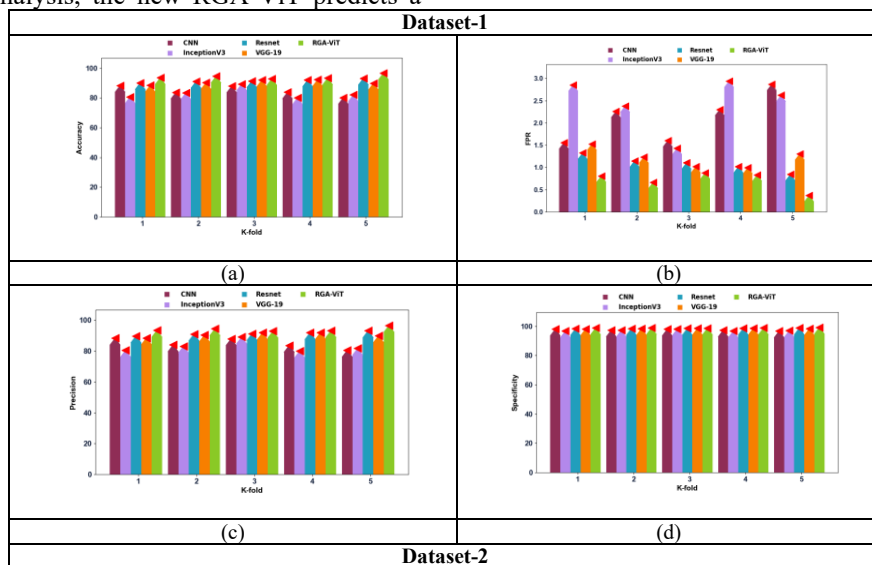 nalysis, the new RGA ViT predicts a
Dataset-1
CNN Resnet RGA-ViT
InceptionV3 VGG-19
Accuracy
100
80
60
40
20
0
1 2 3 4 5
K-fold
CNN Resnet RGA-ViT
InceptionV3 VGG-19
FPR
3.0
2.5
2.0
1.5
1.0
0.5
0.0
1 2 3 4 5
K-fold
(a) (b)
CNN Resnet RGA-ViT
InceptionV3 VGG-19
Precision
100
80
60
40
20
0
1 2 3 4 5
K-fold
CNN Resnet RGA-ViT
InceptionV3 VGG-19
Specificity
100
80
60
40
20
0
1 2 3 4 5
K-fold
(c) (d)
Dataset-2